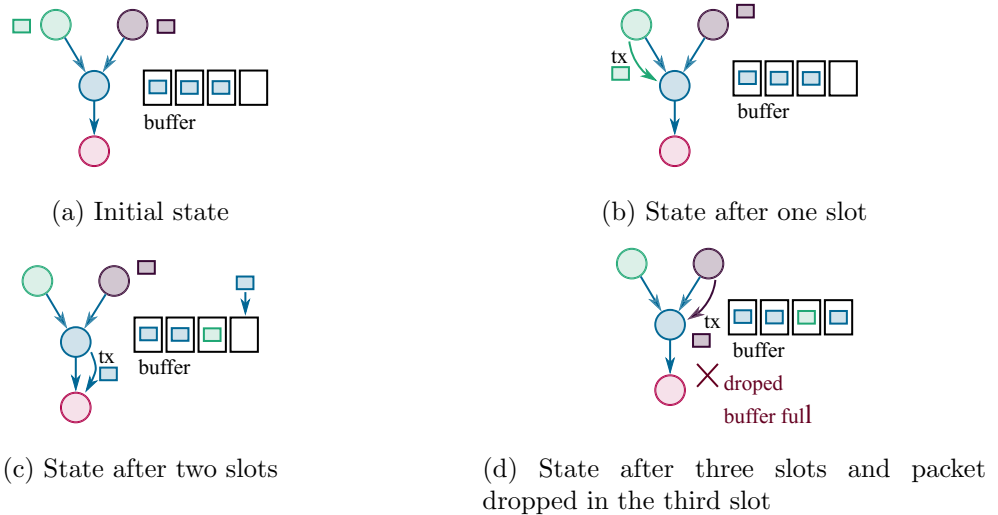 buffer
(a) Initial state
tx
buffer
(b) State after one slot
tx
buffer
(c) State after two slots
tx
buffer
droped
buffer full
(d) State after three slots and packet
dropped in the third slot